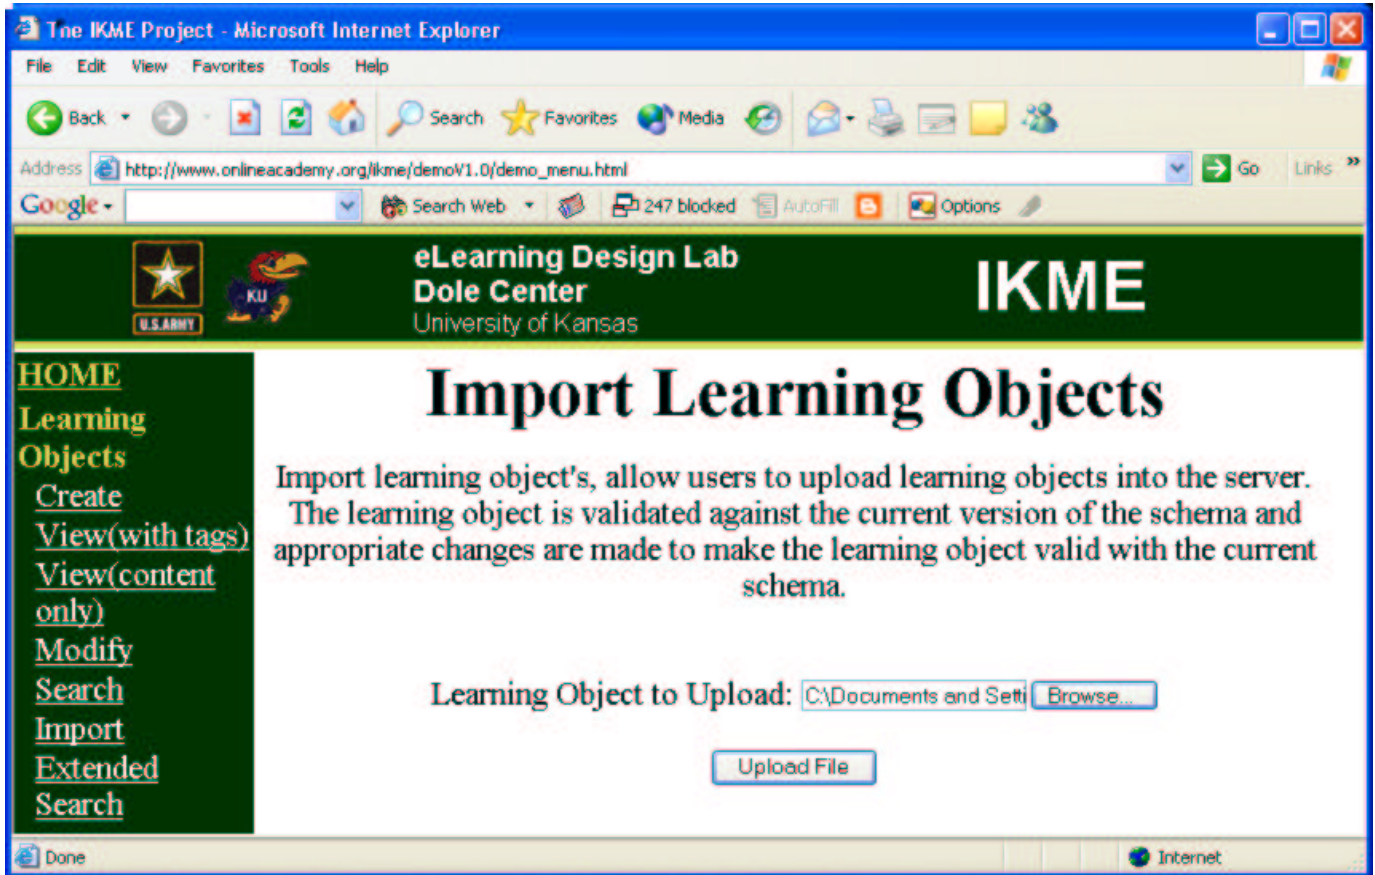 The IKME Project - Microsoft Internet Explorer
File Edit View Favorites Tools Help
Back Search Favorites Media
Address http://www.onlineacademy.org/ikme/demoV1.0/demo_menu.html Go Links »
Google Search Web 247 blocked AutoFill Options
eLearning Design Lab
Dole Center
University of Kansas
IKME
U.S.ARMY
KU
HOME
Learning
Objects
Create
View(with tags)
View(content
only)
Modify
Search
Import
Extended
Search
Import Learning Objects
Import learning object's, allow users to upload learning objects into the server.
The learning object is validated against the current version of the schema and
appropriate changes are made to make the learning object valid with the current
schema.
Learning Object to Upload: C:\Documents and Setti Browse...
Upload File
Done Internet